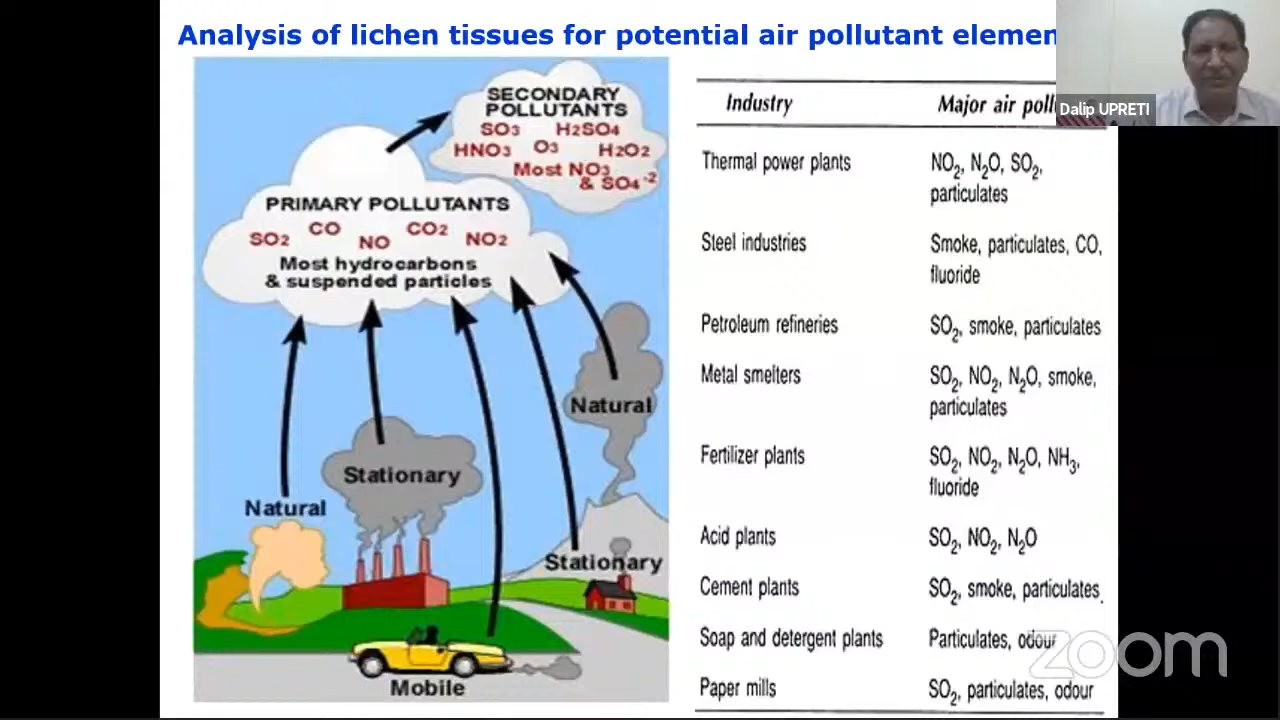 Analysis of lichen tissues for potential air pollutant
Dalip UPRETI
SECONDARY
POLLUTANTS
SO3 H2SO4
HNO3 O3 H2O2
Most NO3
& SO4-2
PRIMARY POLLUTANTS
SO2 CO NO CO2 NO2
Most hydrocarbons
& suspended particles
Natural
Stationary
Natural
Stationary
Mobile
Industry Major air
Thermal power plants NO2, N2O, SO2,
particulates
Steel industries Smoke, particulates, CO,
fluoride
Petroleum refineries SO2, smoke, particulates
Metal smelters SO2, NO2, N2O, smoke,
particulates
Fertilizer plants SO2, NO2, N2O, NH3,
fluoride
Acid plants SO2, NO2, N2O
Cement plants SO2, smoke, particulates
Soap and detergent plants Particulates, odour
Paper mills SO2, particulates, odour
zoom